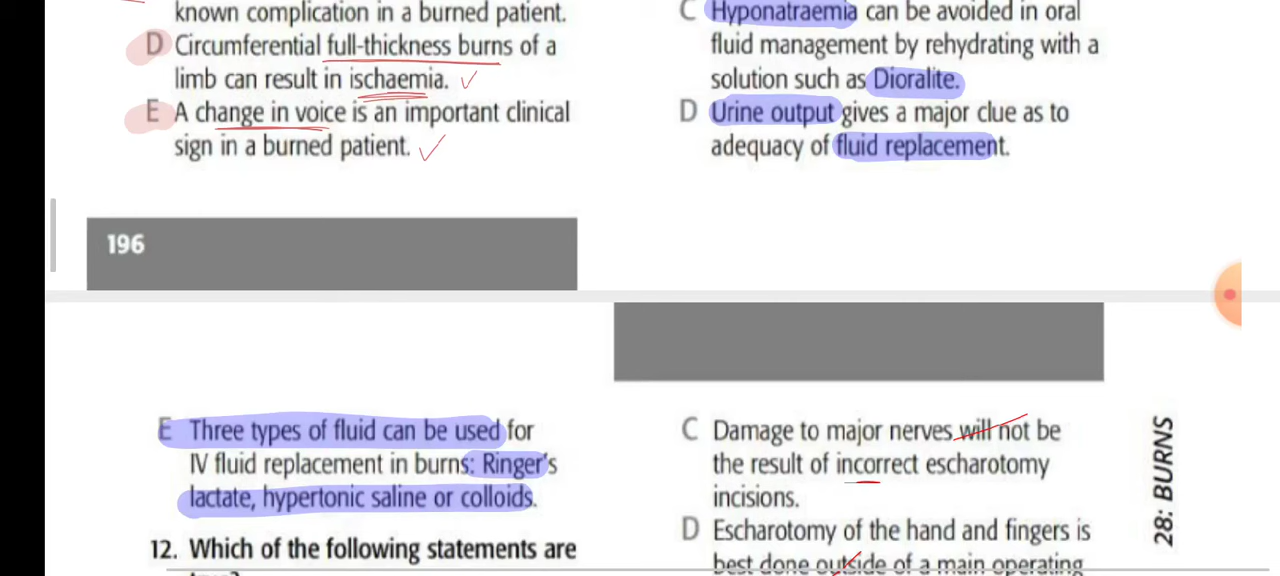 known complication in a burned patient.
D Circumferential full-thickness burns of a
limb can result in ischaemia.
E A change in voice is an important clinical
sign in a burned patient.
C Hyponatraemia can be avoided in oral
fluid management by rehydrating with a
solution such as Dioralite.
D Urine output gives a major clue as to
adequacy of fluid replacement.
196
E Three types of fluid can be used for
IV fluid replacement in burns: Ringer's
lactate, hypertonic saline or colloids.
12. Which of the following statements are
true?
C Damage to major nerves will not be
the result of incorrect escharotomy
incisions.
D Escharotomy of the hand and fingers is
best done outside of a main operating
28: BURNS